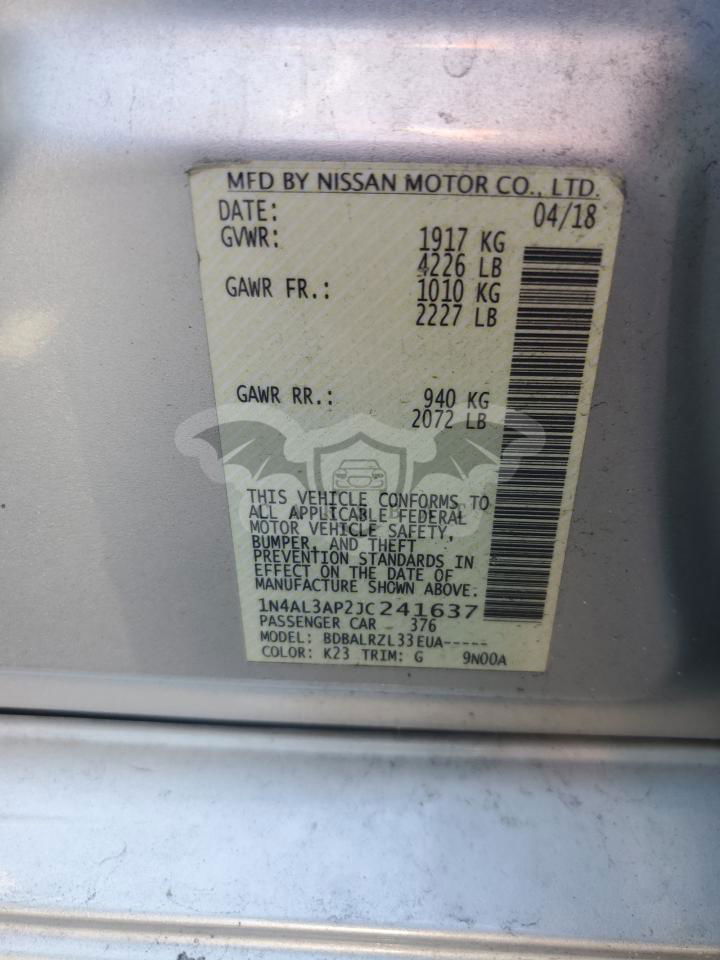 MFD BY NISSAN MOTOR CO., LTD.
DATE: 04/18
GVWR: 1917 KG
4226 LB
GAWR FR.: 1010 KG
2227 LB
GAWR RR.: 940 KG
2072 LB
THIS VEHICLE CONFORMS TO
ALL APPLICABLE FEDERAL
MOTOR VEHICLE SAFETY,
BUMPER, AND THEFT
PREVENTION STANDARDS IN
EFFECT ON THE DATE OF
MANUFACTURE SHOWN ABOVE.
1N4AL3AP2JC241637
PASSENGER CAR 376
MODEL: BDBALRZL33EUA-----
COLOR: K23 TRIM: G 9N00A